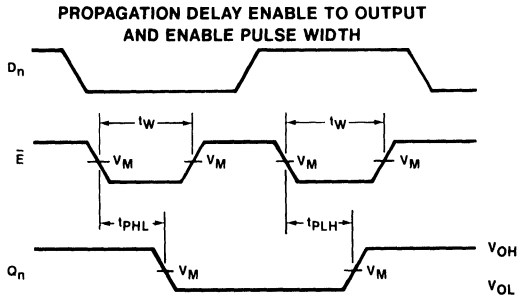 PROPAGATION DELAY ENABLE TO OUTPUT
AND ENABLE PULSE WIDTH
Dn
tW
tW
E̅
VM
VM
VM
VM
tPHL
tPLH
VOH
Qn
VM
VM
VOL